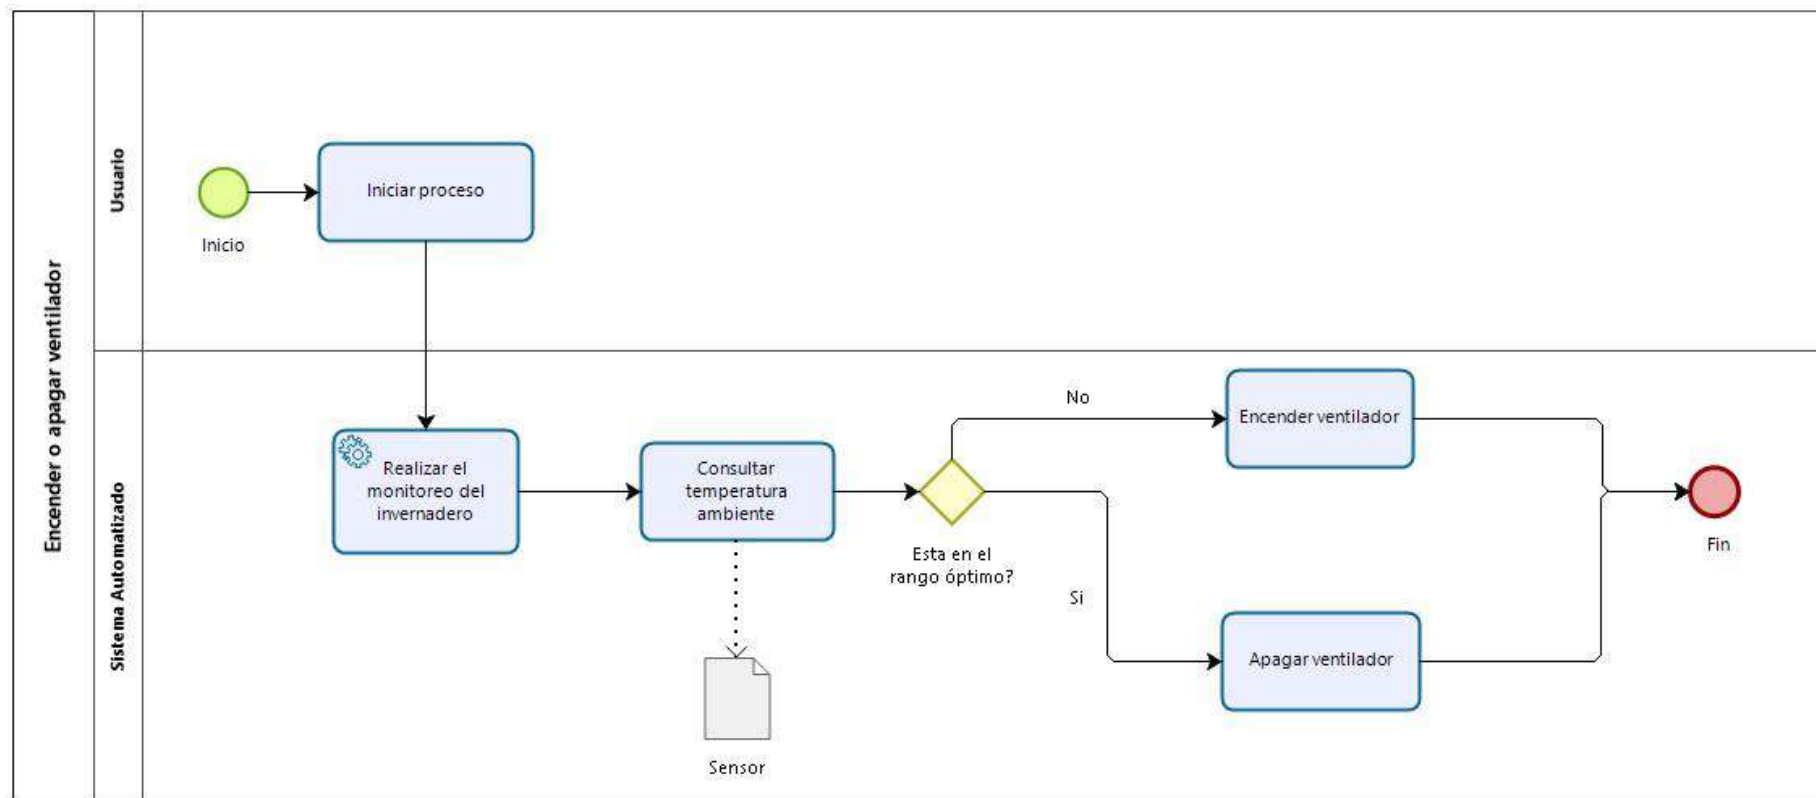 Encender o apagar ventilador
Usuario
Inicio
Iniciar proceso
Sistema Automatizado
Realizar el
monitoreo del
invernadero
Consultar
temperatura
ambiente
Sensor
Esta en el
rango óptimo?
No
Encender ventilador
Si
Apagar ventilador
Fin